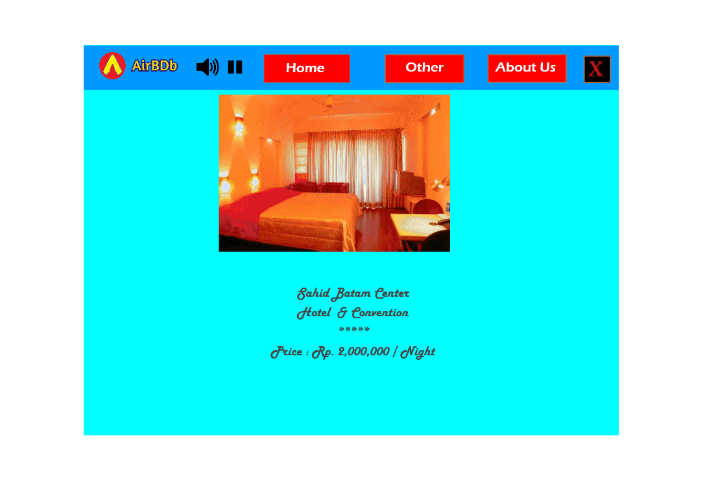 AirBDb
Home
Other
About Us
X
Sahid Batam Center
Hotel & Convention
*****
Price : Rp. 2,000,000 / Night